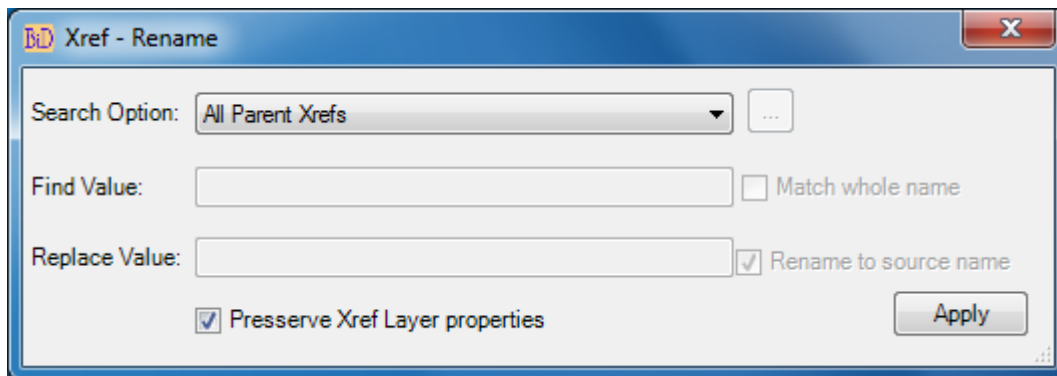 BiD Xref - Rename
Search Option: All Parent Xrefs ...
Find Value: Match whole name
Replace Value: Rename to source name
Presserve Xref Layer properties Apply